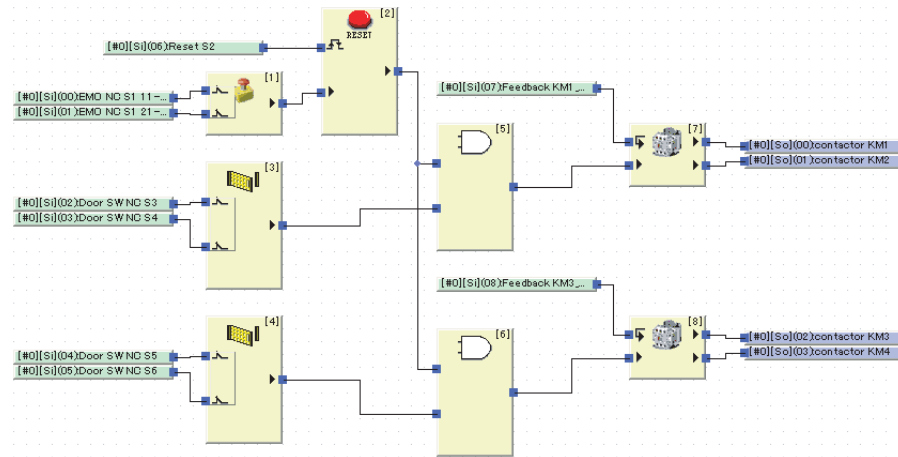 [2]
RESET
[#0][Si](06):Reset S2
[1]
[#0][Si](00):EMO NC S1 11-...
[#0][Si](01):EMO NC S1 21-...
[#0][Si](07):Feedback KM1_...
[5]
[7]
[#0][So](00):contactor KM1
[#0][So](01):contactor KM2
[3]
[#0][Si](02):Door SW NC S3
[#0][Si](03):Door SW NC S4
[#0][Si](08):Feedback KM3_...
[4]
[6]
[8]
[#0][So](02):contactor KM3
[#0][So](03):contactor KM4
[#0][Si](04):Door SW NC S5
[#0][Si](05):Door SW NC S6